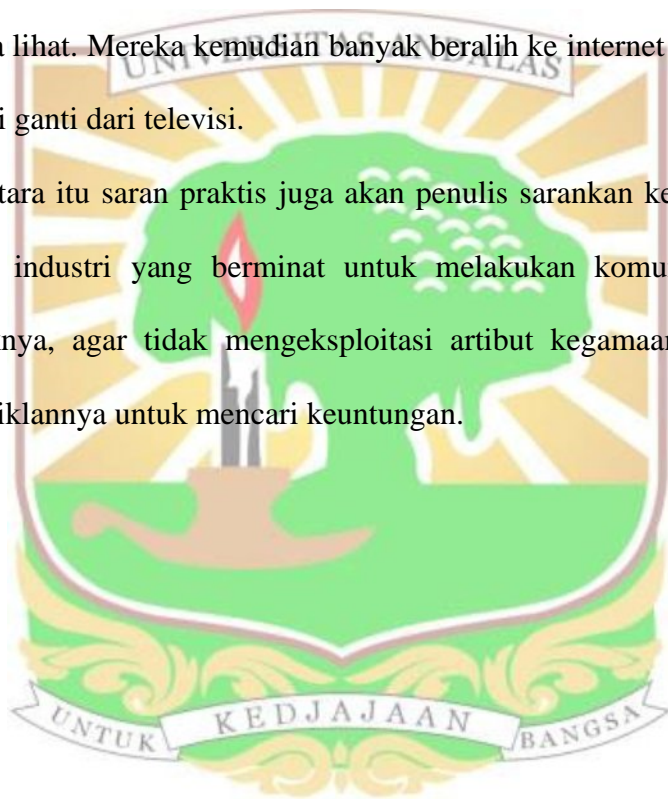 UNIVERSITAS ANDALAS
lihat. Mereka kemudian banyak beralih ke internet
ganti dari televisi.
tara itu saran praktis juga akan penulis sarankan ke
industri yang berminat untuk melakukan komu
nya, agar tidak mengeksploitasi artibut kegamaan
iklannya untuk mencari keuntungan.
UNTUK KEDJAJAAN BANGSA